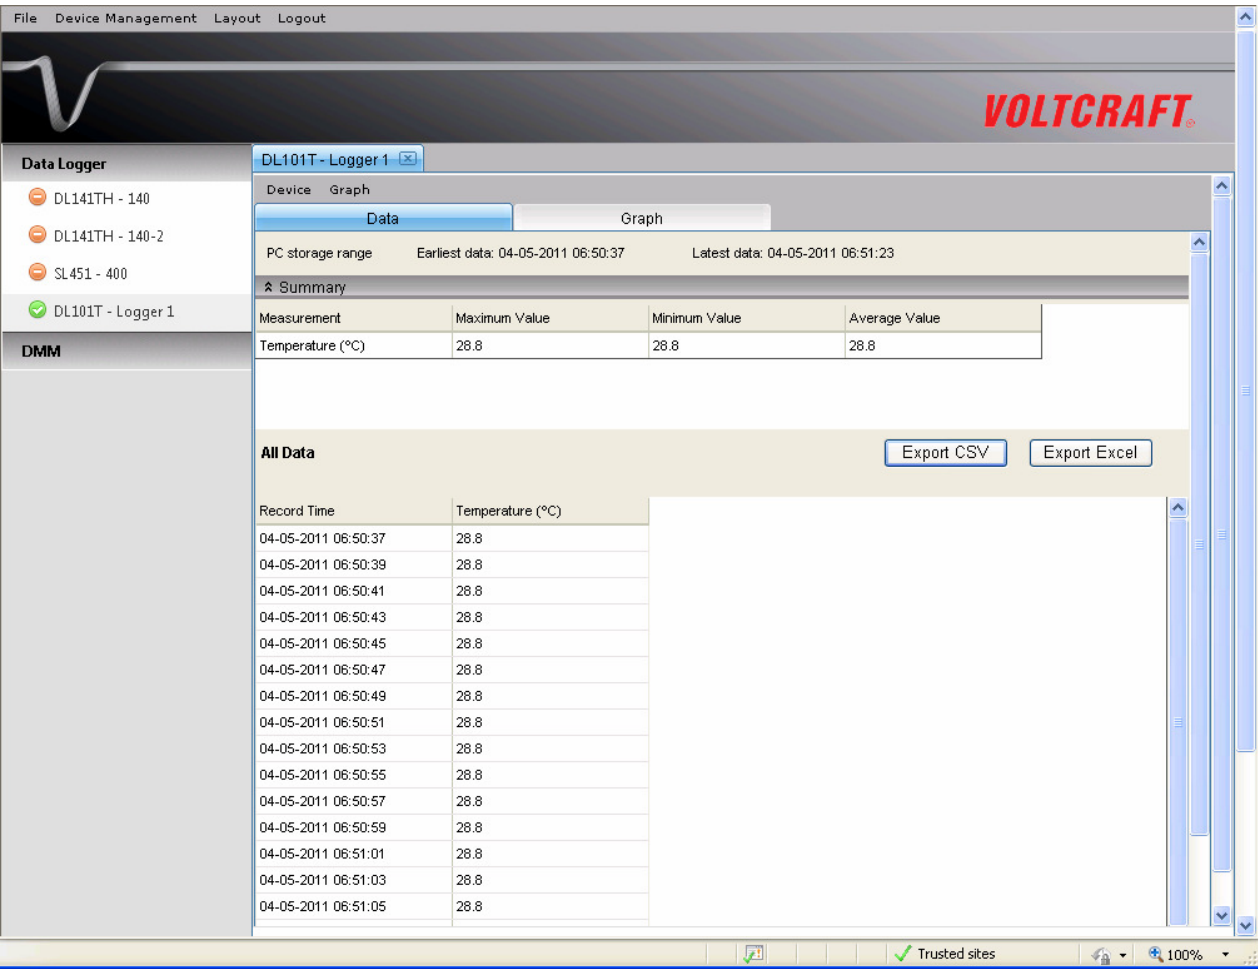 File Device Management Layout Logout
VOLTCRAFT®
Data Logger
DL141TH - 140
DL141TH - 140-2
SL451 - 400
DL101T - Logger 1
DMM
DL101T - Logger 1
Device Graph
Data Graph
PC storage range Earliest data: 04-05-2011 06:50:37 Latest data: 04-05-2011 06:51:23
Summary
Measurement Maximum Value Minimum Value Average Value
Temperature (°C) 28.8 28.8 28.8
All Data Export CSV Export Excel
Record Time Temperature (°C)
04-05-2011 06:50:37 28.8
04-05-2011 06:50:39 28.8
04-05-2011 06:50:41 28.8
04-05-2011 06:50:43 28.8
04-05-2011 06:50:45 28.8
04-05-2011 06:50:47 28.8
04-05-2011 06:50:49 28.8
04-05-2011 06:50:51 28.8
04-05-2011 06:50:53 28.8
04-05-2011 06:50:55 28.8
04-05-2011 06:50:57 28.8
04-05-2011 06:50:59 28.8
04-05-2011 06:51:01 28.8
04-05-2011 06:51:03 28.8
04-05-2011 06:51:05 28.8
Trusted sites 100%